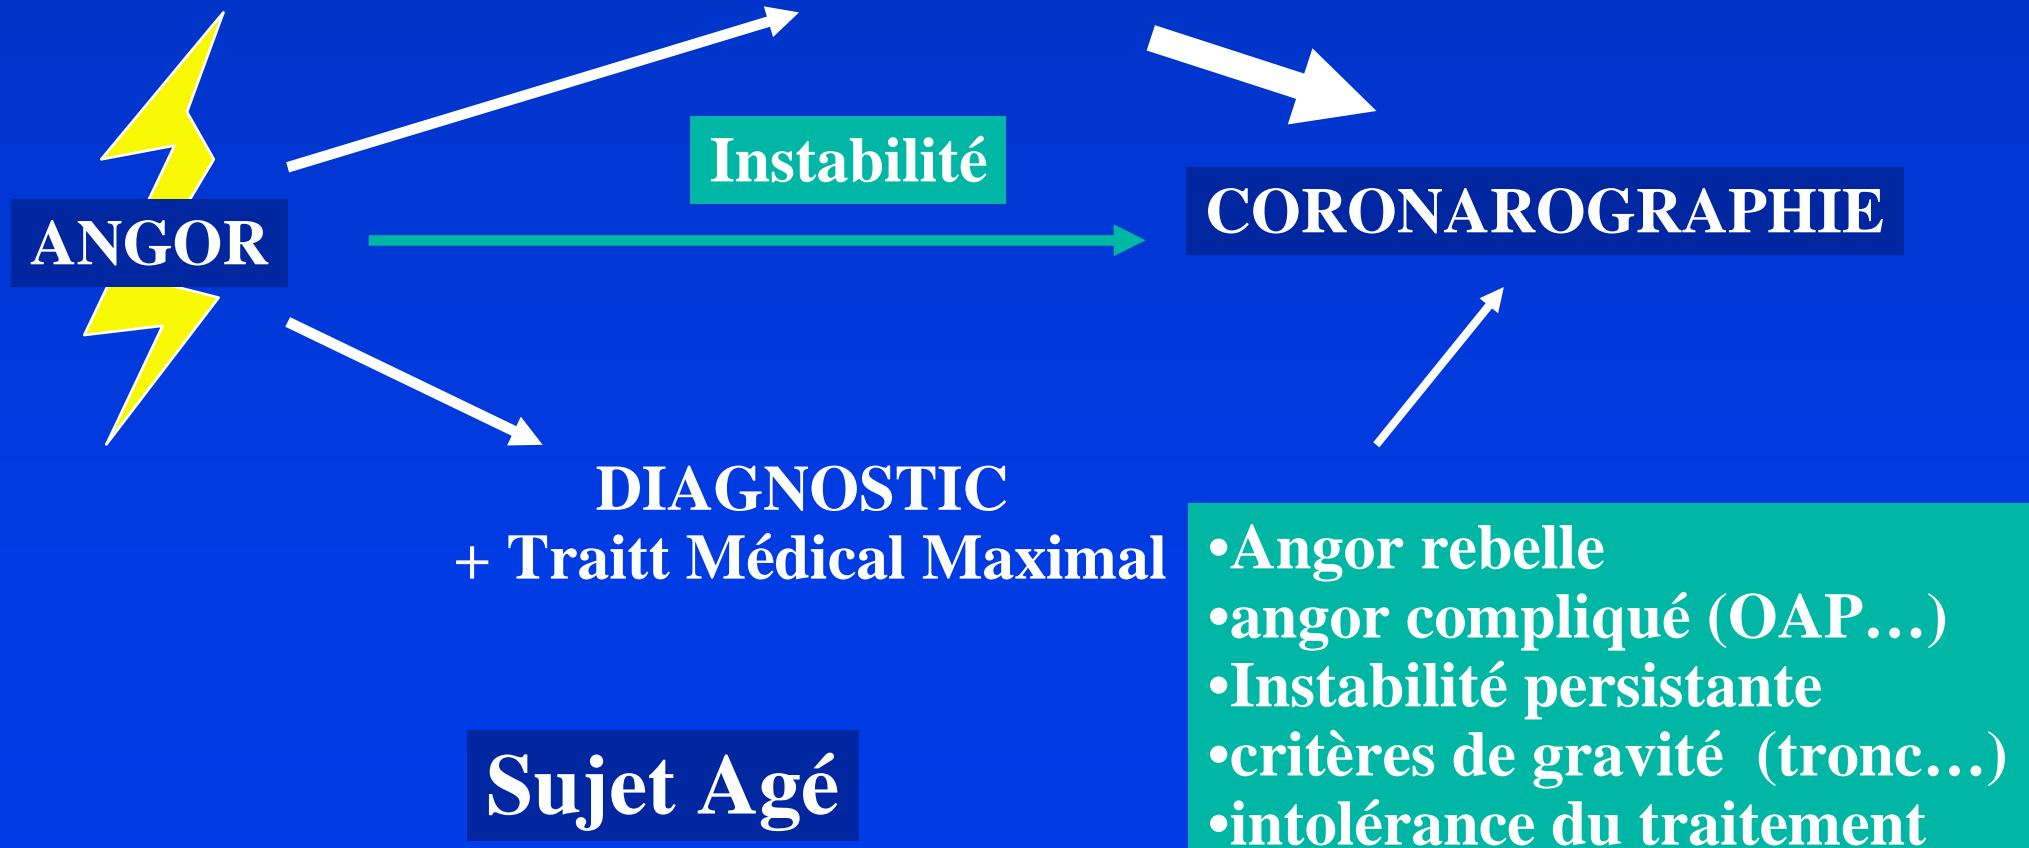 Instabilité
ANGOR
CORONAROGRAPHIE
DIAGNOSTIC
+ Traitt Médical Maximal
•Angor rebelle
•angor compliqué (OAP…)
•Instabilité persistante
•critères de gravité (tronc…)
•intolérance du traitement
Sujet Agé